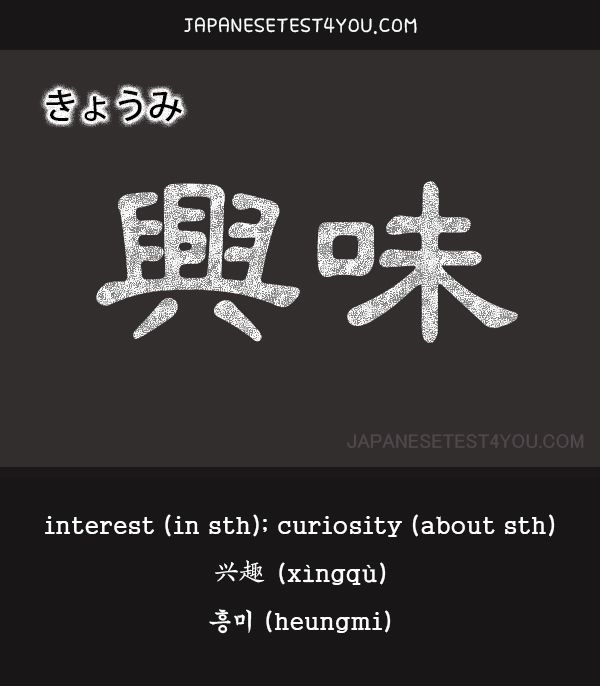 JAPANESETEST4YOU.COM
きょうみ
興味
JAPANESETEST4YOU.COM
interest (in sth); curiosity (about sth)
兴趣 (xìngqù)
흥미 (heungmi)